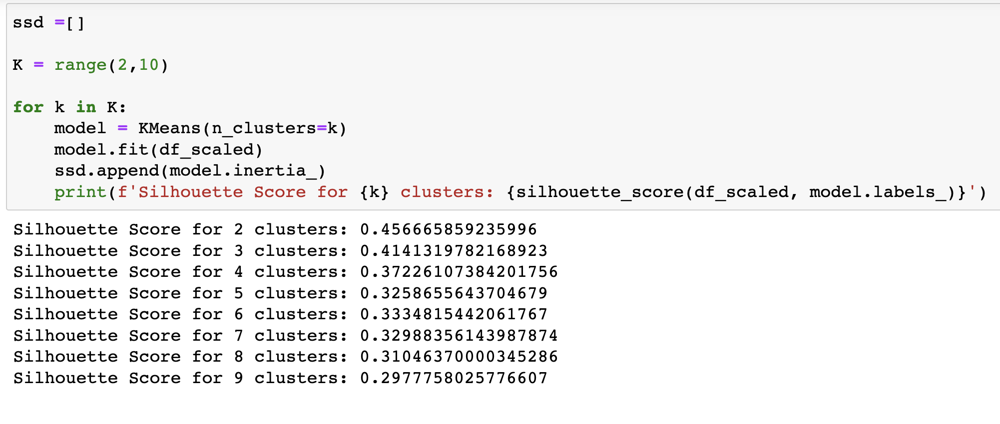 ssd =[]
K = range(2,10)
for k in K:
    model = KMeans(n_clusters=k)
    model.fit(df_scaled)
    ssd.append(model.inertia_)
    print(f'Silhouette Score for {k} clusters: {silhouette_score(df_scaled, model.labels_)}')
Silhouette Score for 2 clusters: 0.456665859235996
Silhouette Score for 3 clusters: 0.4141319782168923
Silhouette Score for 4 clusters: 0.37226107384201756
Silhouette Score for 5 clusters: 0.3258655643704679
Silhouette Score for 6 clusters: 0.3334815442061767
Silhouette Score for 7 clusters: 0.32988356143987874
Silhouette Score for 8 clusters: 0.31046370000345286
Silhouette Score for 9 clusters: 0.2977758025776607